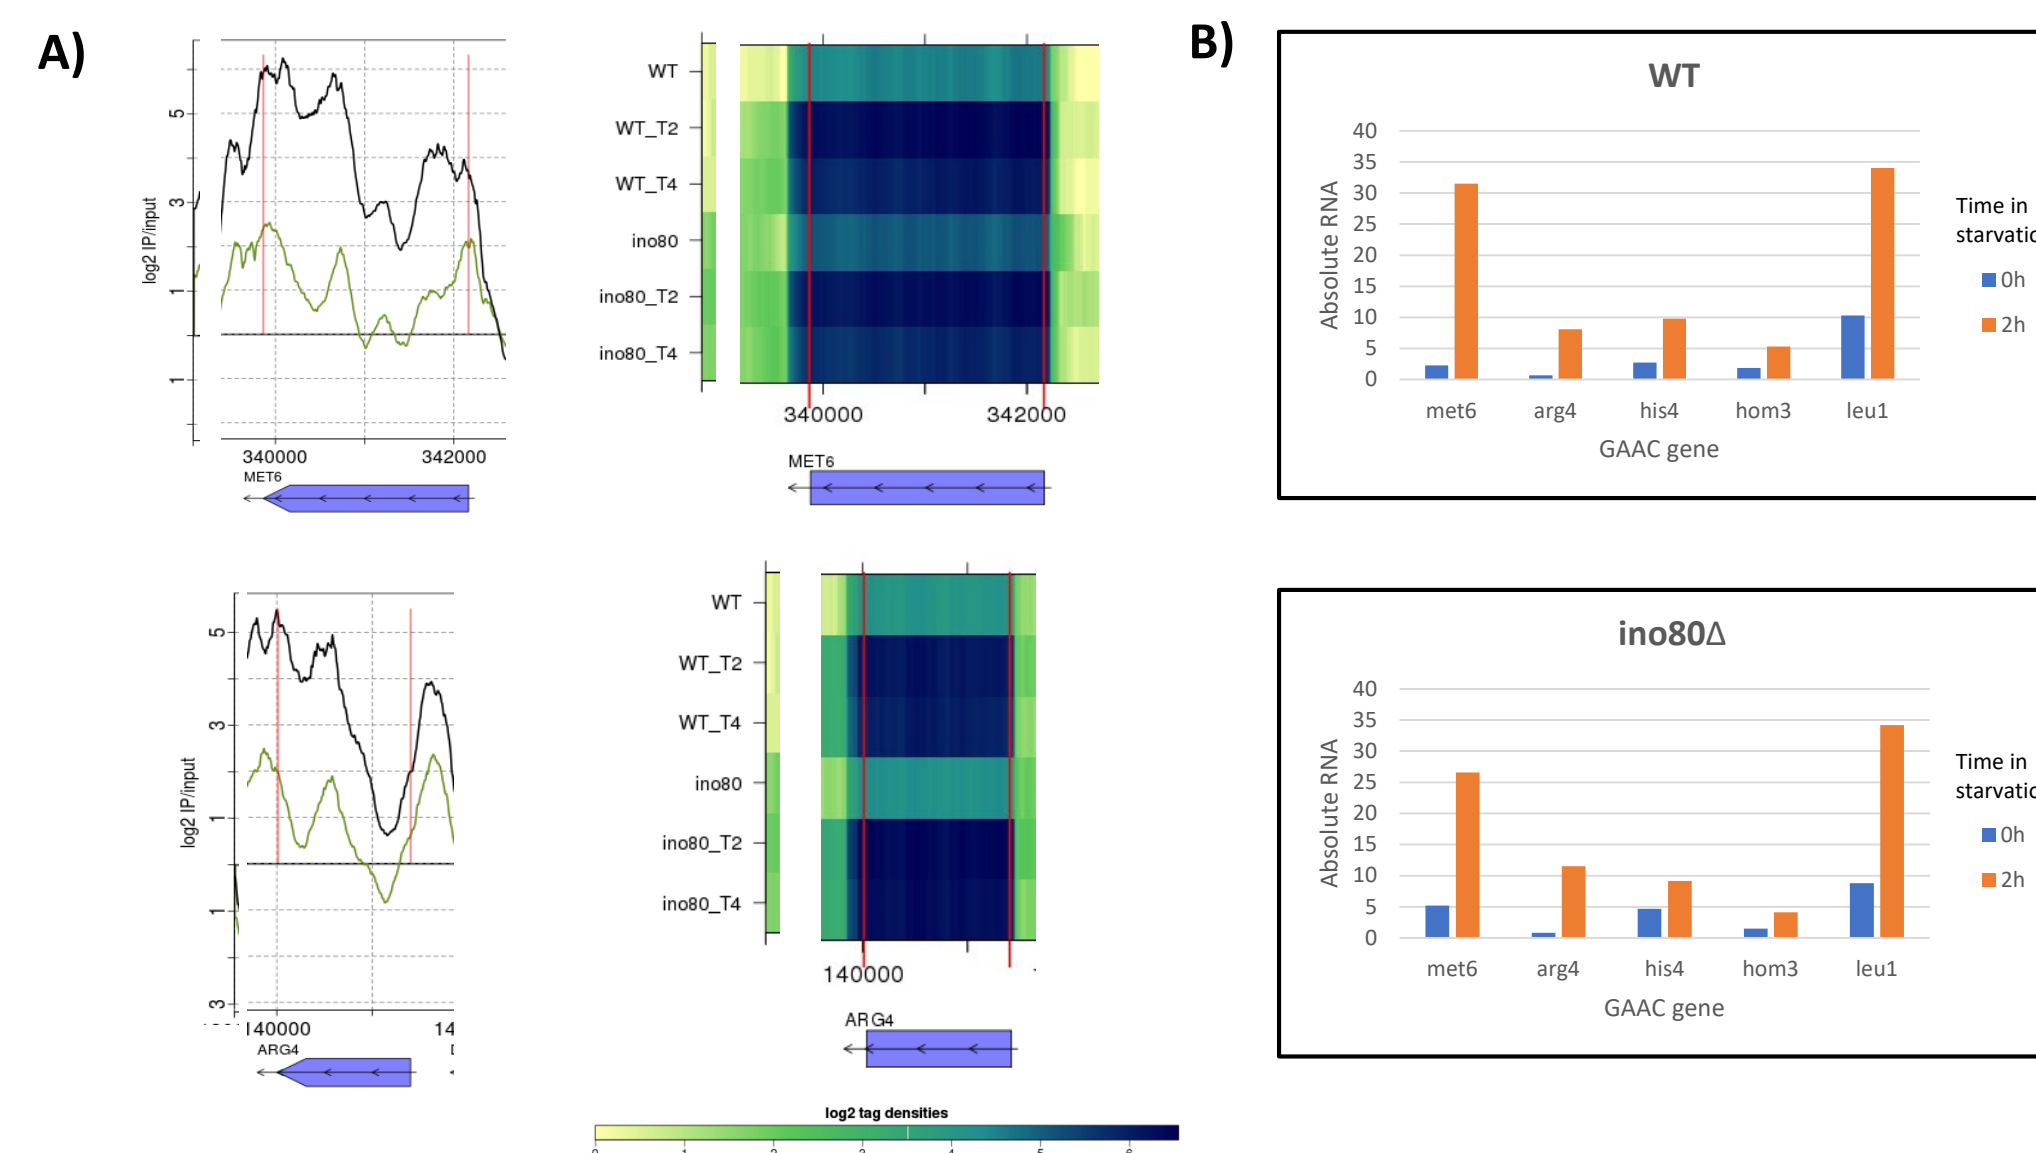 A)
log2 IP/input
5
3
1
1
340000
342000
MET6
WT
WT_T2
WT_T4
ino80
ino80_T2
ino80_T4
340000
342000
MET6
log2 IP/input
5
3
1
1
3
140000
14
ARG4
WT
WT_T2
WT_T4
ino80
ino80_T2
ino80_T4
140000
ARG4
log2 tag densities
B)
WT
Absolute RNA
40
35
30
25
20
15
10
5
0
met6 arg4 his4 hom3 leu1
GAAC gene
Time in
starvatio
0h
2h
ino80Δ
Absolute RNA
40
35
30
25
20
15
10
5
0
met6 arg4 his4 hom3 leu1
GAAC gene
Time in
starvatio
0h
2h